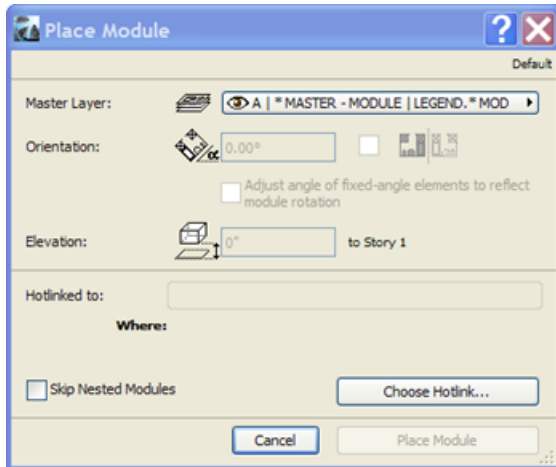 Place Module
Default
Master Layer: A | * MASTER - MODULE | LEGEND.* MOD
Orientation: α 0.00°
Adjust angle of fixed-angle elements to reflect
module rotation
Elevation: 0" to Story 1
Hotlinked to:
Where:
Skip Nested Modules Choose Hotlink...
Cancel Place Module